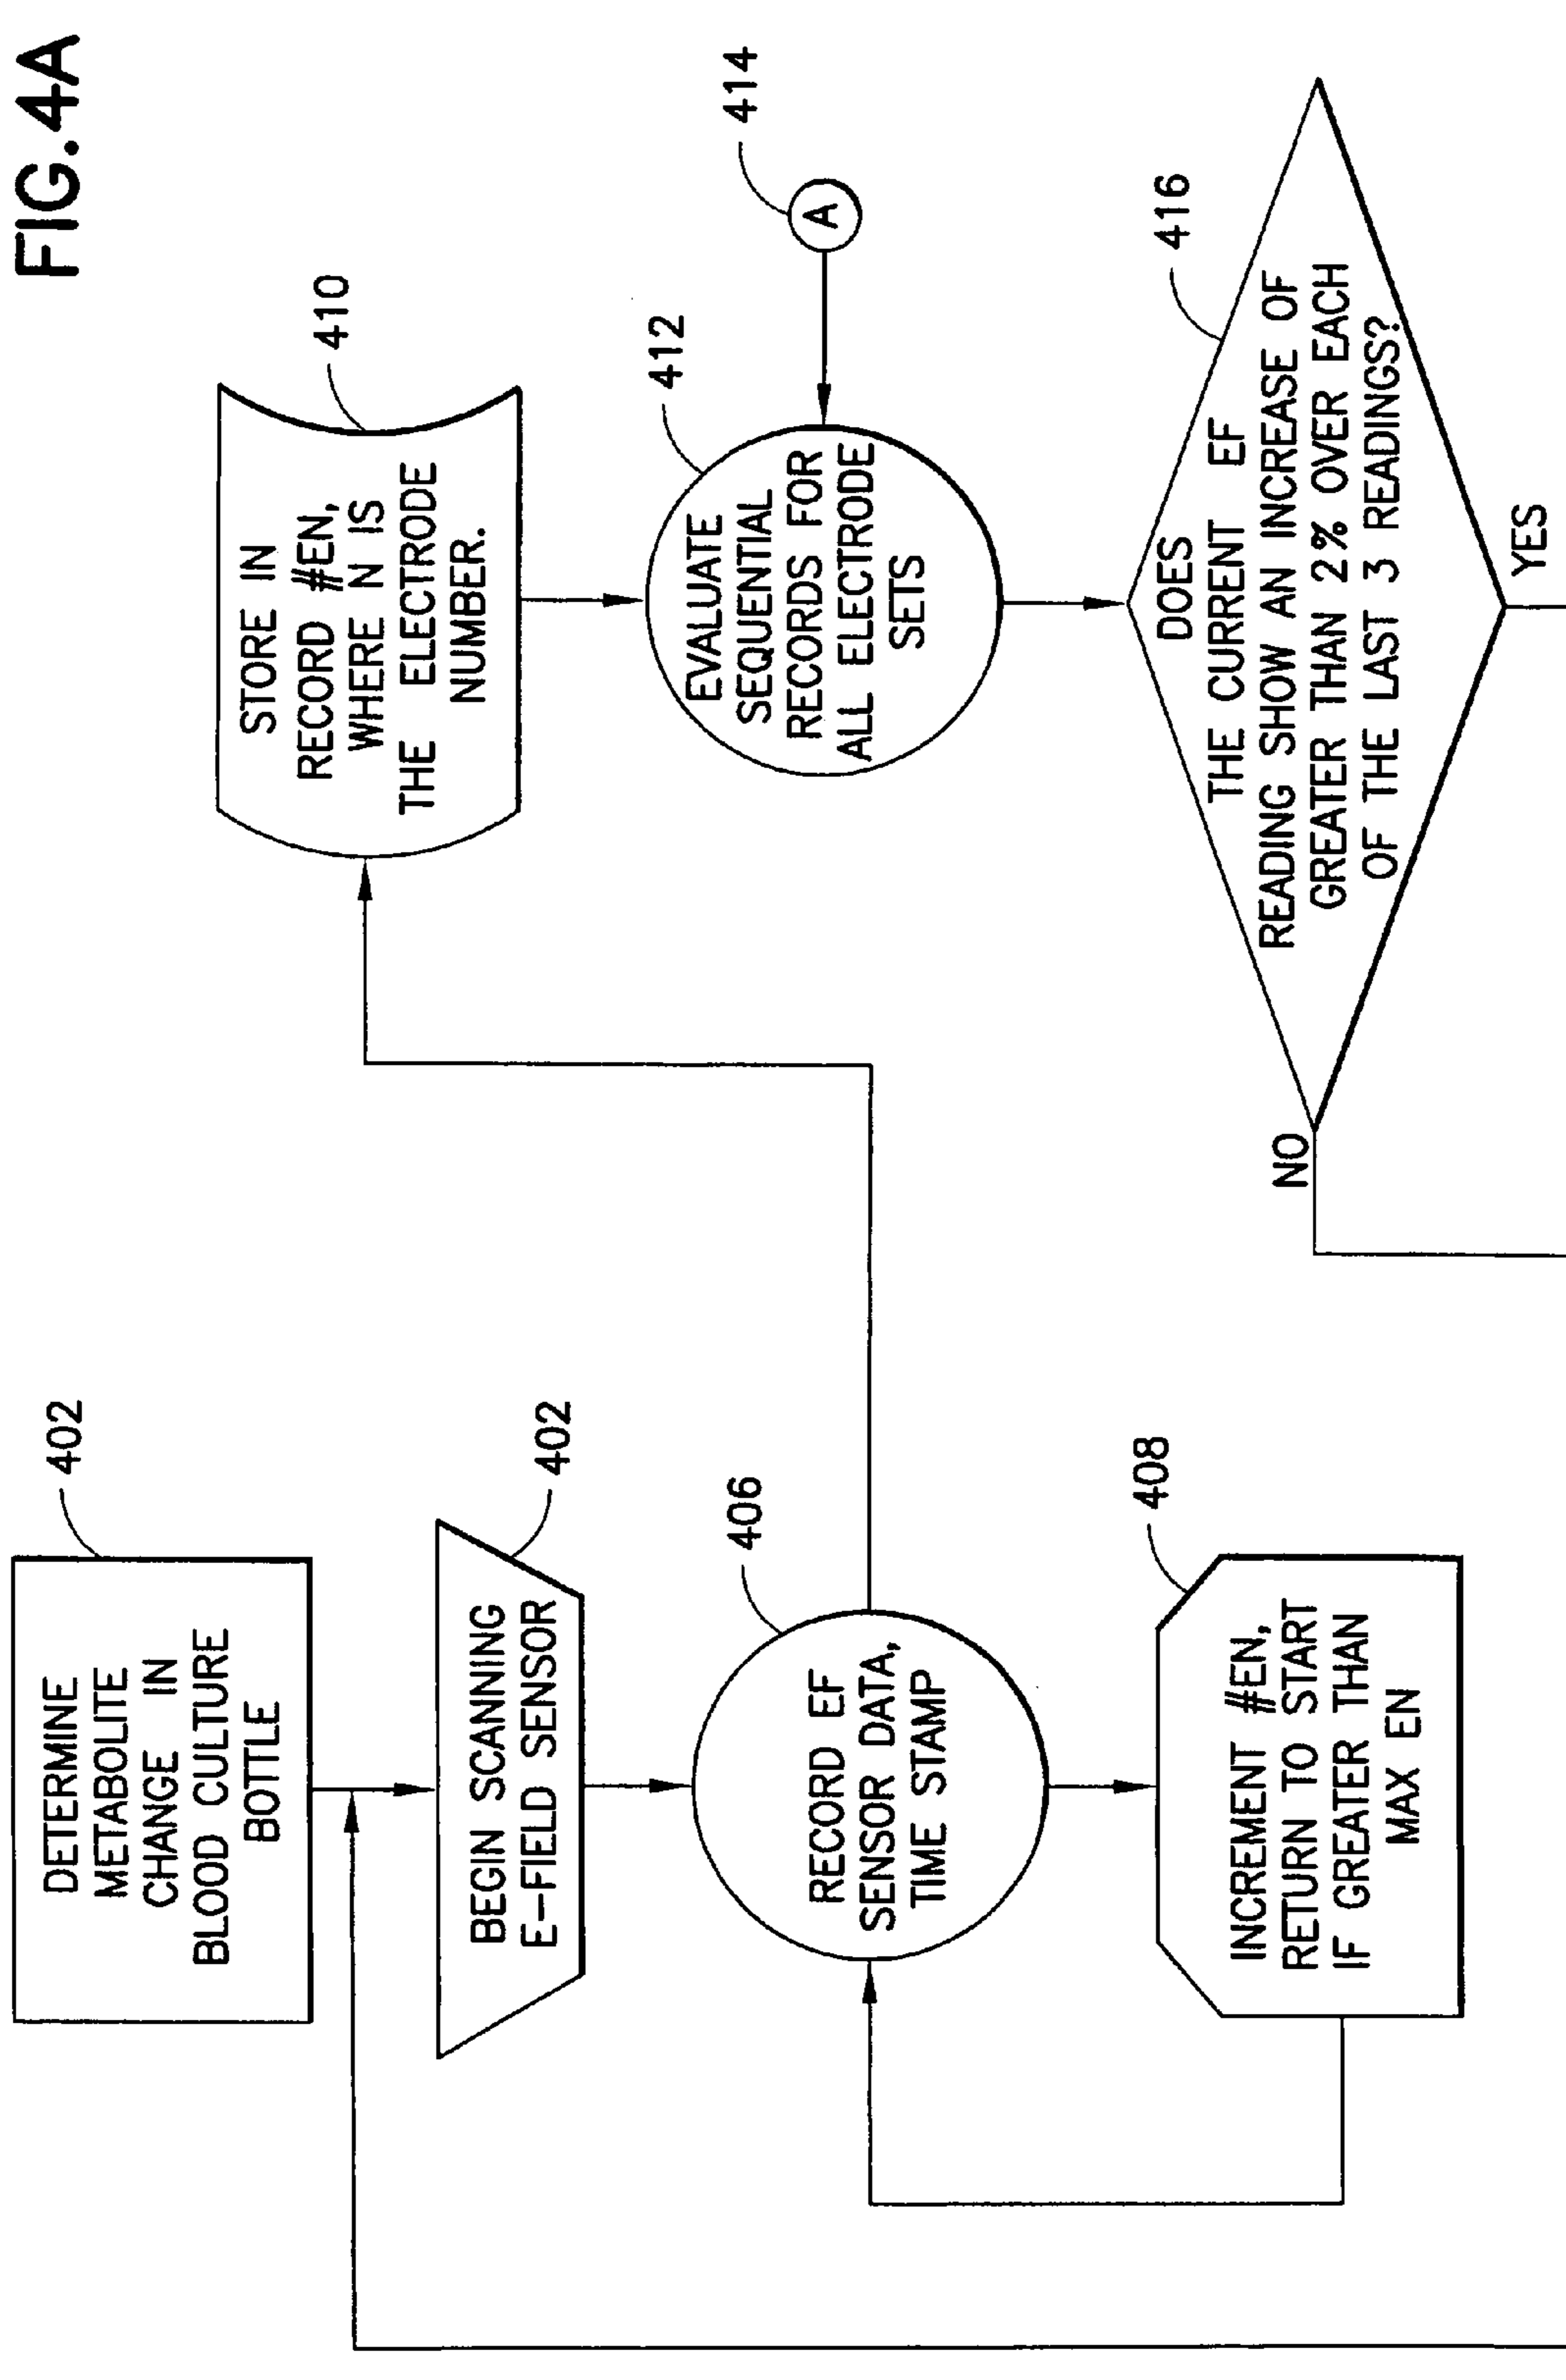 FIG.4A
402
DETERMINE
METABOLITE
CHANGE IN
BLOOD CULTURE
BOTTLE
402
BEGIN SCANNING
E-FIELD SENSOR
406
RECORD EF
SENSOR DATA,
TIME STAMP
408
INCREMENT #EN,
RETURN TO START
IF GREATER THAN
MAX EN
410
STORE IN
RECORD #EN,
WHERE N IS
THE ELECTRODE
NUMBER.
412
EVALUATE
SEQUENTIAL
RECORDS FOR
ALL ELECTRODE
SETS
414
A
416
DOES
THE CURRENT EF
READING SHOW AN INCREASE OF
GREATER THAN 2% OVER EACH
OF THE LAST 3 READINGS?
NO
YES